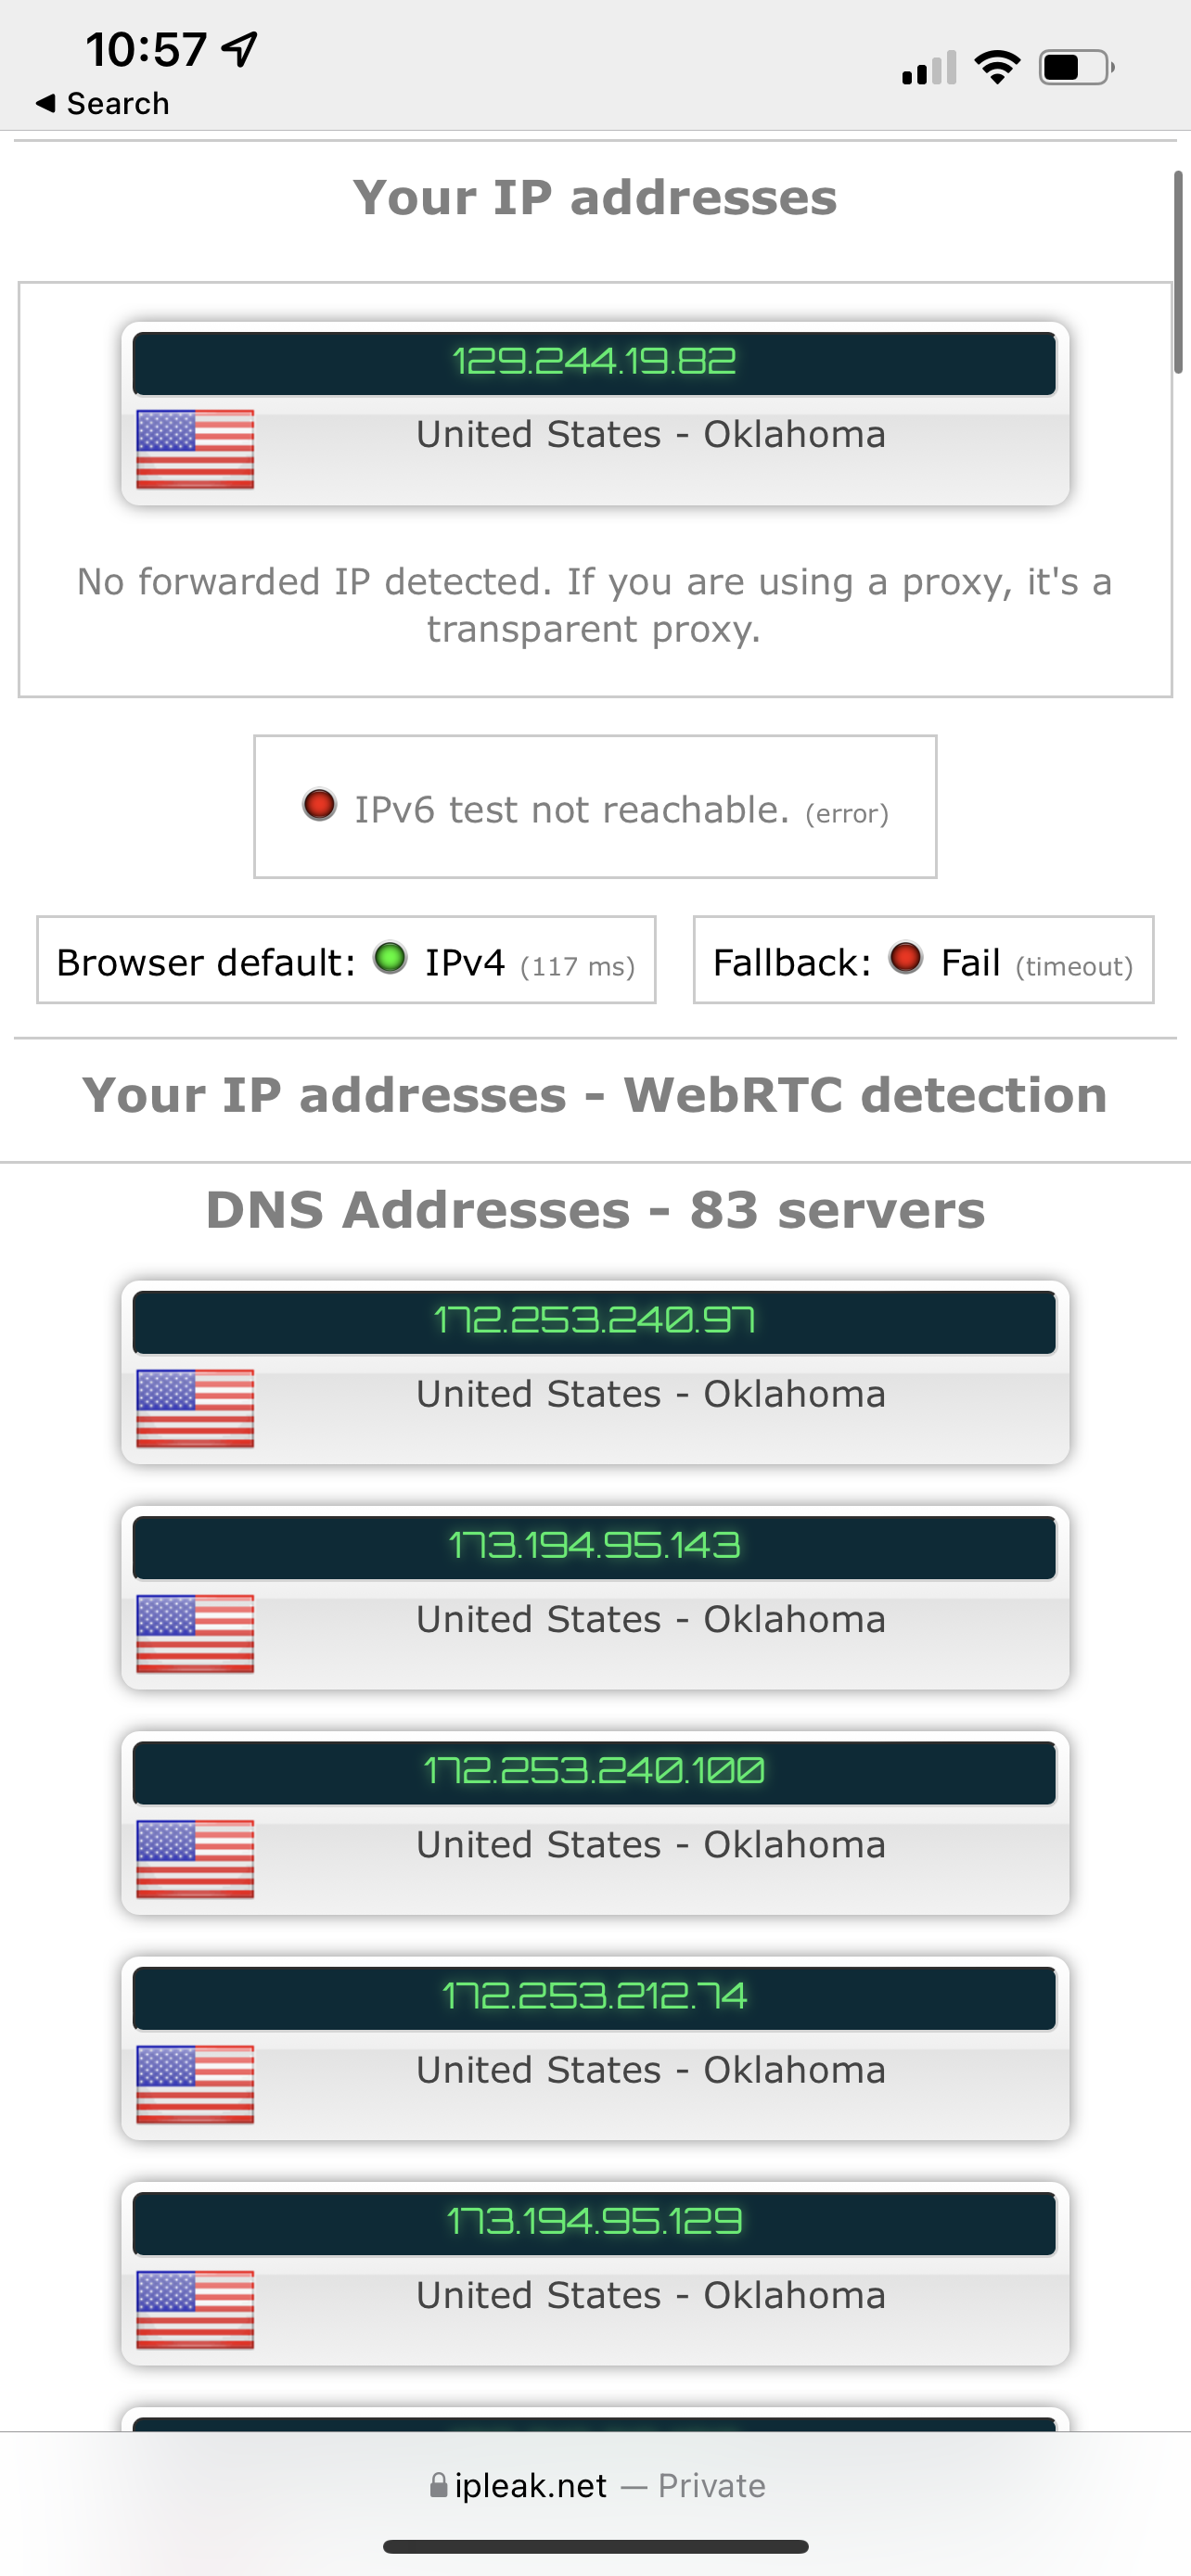 10:57
◀ Search
Your IP addresses
129.244.19.82
United States - Oklahoma
No forwarded IP detected. If you are using a proxy, it's a
transparent proxy.
IPv6 test not reachable. (error)
Browser default: IPv4 (117 ms)
Fallback: Fail (timeout)
Your IP addresses - WebRTC detection
DNS Addresses - 83 servers
172.253.240.97
United States - Oklahoma
173.194.95.143
United States - Oklahoma
172.253.240.100
United States - Oklahoma
172.253.212.74
United States - Oklahoma
173.194.95.129
United States - Oklahoma
ipleak.net — Private